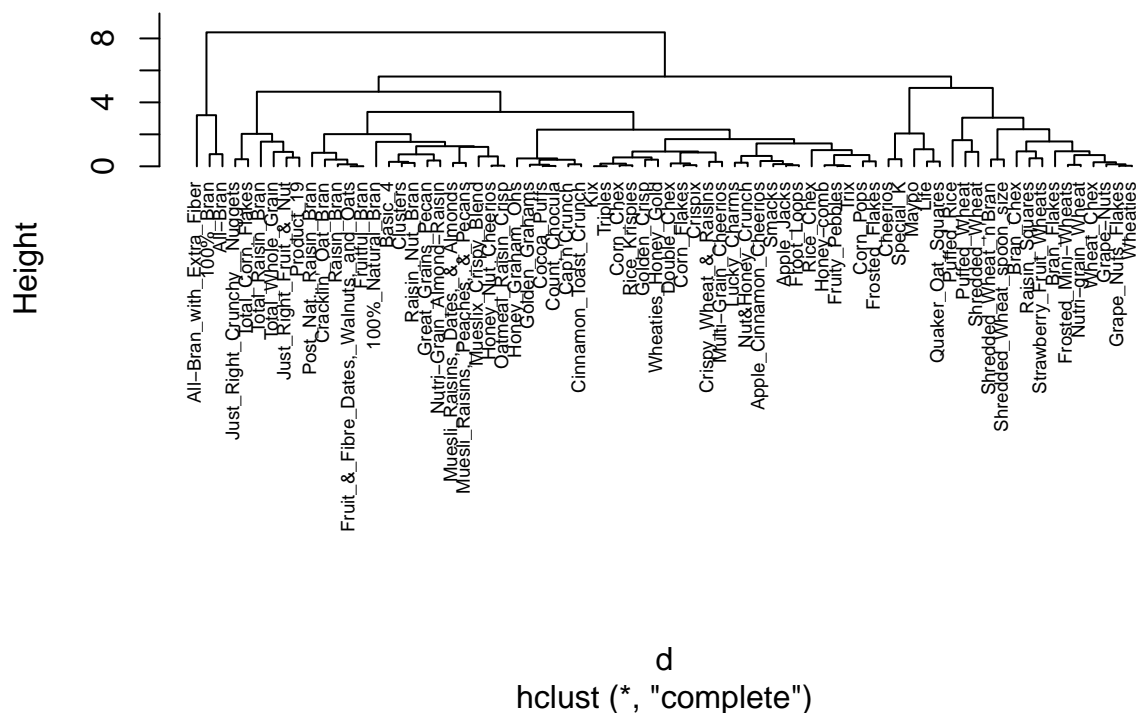 Height
8
4
0
All-Bran_with_Extra_Fiber
100%_Bran
All-Bran
Just_Right_Crunchy__Nuggets
Total_Corn_Flakes
Total_Raisin_Bran
Total_Whole_Grain
Just_Right_Fruit_&_Nut
Product_19
Post_Nat._Raisin_Bran
Cracklin'_Oat_Bran
Raisin_Bran
Fruit_&_Fibre_Dates,_Walnuts,_and_Oats
Fruitful_Bran
100%_Natural_Bran
Basic_4
Clusters
Raisin_Nut_Bran
Great_Grains_Pecan
Nutri-Grain_Almond-Raisin
Muesli_Raisins,_Dates,_&_Almonds
Muesli_Raisins,_Peaches,_&_Pecans
Mueslix_Crispy_Blend
Honey_Nut_Cheerios
Oatmeal_Raisin_Crisp
Honey_Graham_Ohs
Golden_Grahams
Cocoa_Puffs
Count_Chocula
Cap'n'Crunch
Cinnamon_Toast_Crunch
Kix
Triples
Corn_Chex
Rice_Krispies
Golden_Crisp
Wheaties_Honey_Gold
Double_Chex
Corn_Flakes
Crispix
Crispy_Wheat_&_Raisins
Multi-Grain_Cheerios
Lucky_Charms
Nut&Honey_Crunch
Apple_Cinnamon_Cheerios
Smacks
Apple_Jacks
Froot_Loops
Rice_Chex
Honey-comb
Fruity_Pebbles
Trix
Corn_Pops
Frosted_Flakes
Cheerios
Special_K
Maypo
Life
Quaker_Oat_Squares
Puffed_Rice
Puffed_Wheat
Shredded_Wheat
Shredded_Wheat_'n'Bran
Shredded_Wheat_spoon_size
Bran_Chex
Raisin_Squares
Strawberry_Fruit_Wheats
Bran_Flakes
Frosted_Mini-Wheats
Nutri-grain_Wheat
Wheat_Chex
Grape-Nuts
Grape_Nuts_Flakes
Wheaties
d
hclust (*, "complete")